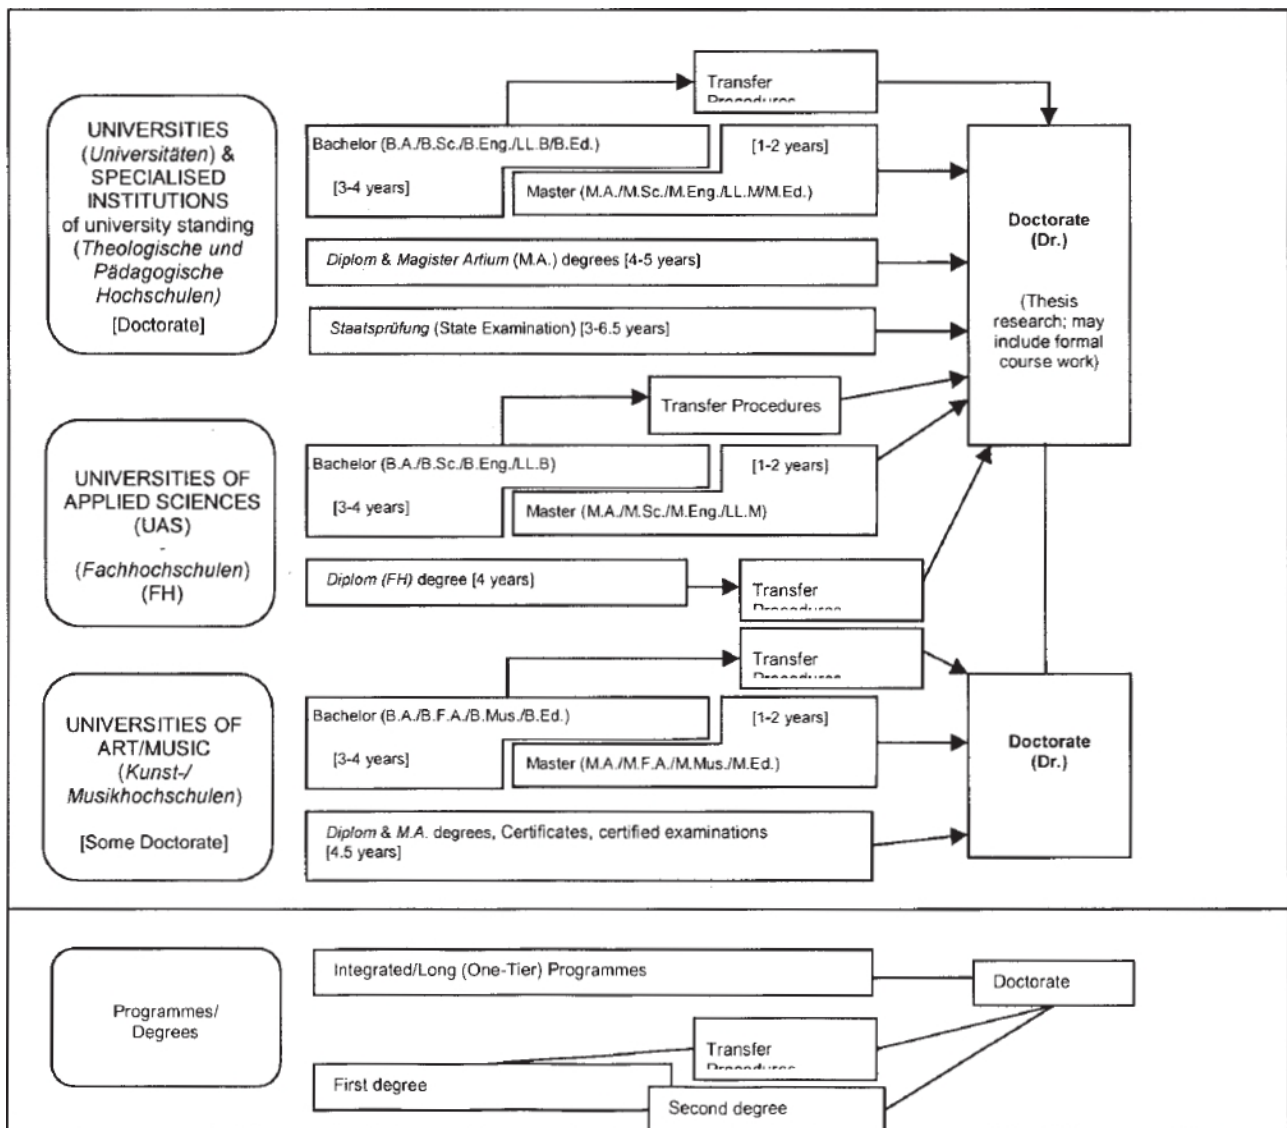 UNIVERSITIES
(Universitäten) &
SPECIALISED
INSTITUTIONS
of university standing
(Theologische und
Pädagogische
Hochschulen)
[Doctorate]
Transfer
Procedures
Bachelor (B.A./B.Sc./B.Eng./LL.B/B.Ed.)
[3-4 years]
[1-2 years]
Master (M.A./M.Sc./M.Eng./LL.M/M.Ed.)
Diplom & Magister Artium (M.A.) degrees [4-5 years]
Staatsprüfung (State Examination) [3-6.5 years]
Doctorate
(Dr.)
(Thesis
research; may
include formal
course work)
UNIVERSITIES OF
APPLIED SCIENCES
(UAS)
-
(Fachhochschulen)
(FH)
Transfer Procedures
Bachelor (B.A./B.Sc./B.Eng./LL.B)
[3-4 years]
[1-2 years]
Master (M.A./M.Sc./M.Eng./LL.M)
Diplom (FH) degree [4 years]
Transfer
Procedures
UNIVERSITIES OF
ART/MUSIC
(Kunst-/
Musikhochschulen)
[Some Doctorate]
Transfer
Bachelor (B.A./B.F.A./B.Mus./B.Ed.)
[3-4 years]
[1-2 years]
Master (M.A./M.F.A./M.Mus./M.Ed.)
Diplom & M.A. degrees, Certificates, certified examinations
[4.5 years]
Doctorate
(Dr.)
Programmes/
Degrees
Integrated/Long (One-Tier) Programmes
Doctorate
Transfer
Procedures
First degree
Second degree